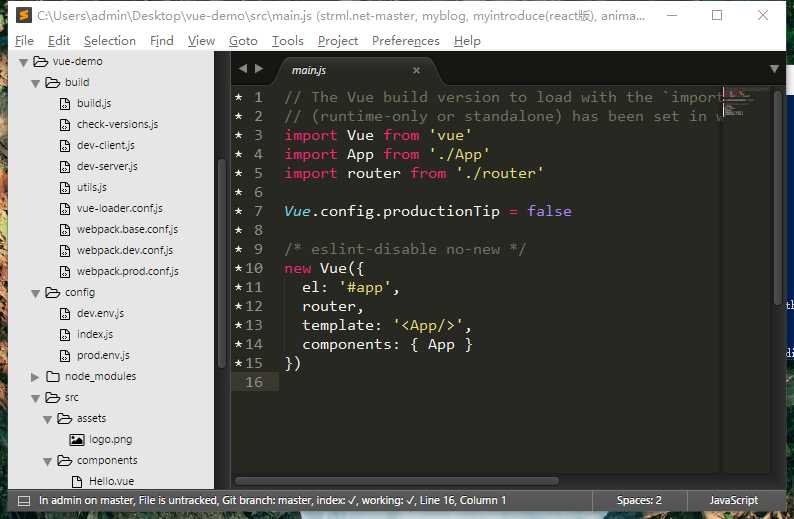 C:\Users\admin\Desktop\vue-demo\src\main.js (strml.net-master, myblog, myintroduce(react版), anima...
File Edit Selection Find View Goto Tools Project Preferences Help
vue-demo
build
build.js
check-versions.js
dev-client.js
dev-server.js
utils.js
vue-loader.conf.js
webpack.base.conf.js
webpack.dev.conf.js
webpack.prod.conf.js
config
dev.env.js
index.js
prod.env.js
node_modules
src
assets
logo.png
components
Hello.vue
main.js
* 1 // The Vue build version to load with the `import
* 2 // (runtime-only or standalone) has been set in w
* 3 import Vue from 'vue'
* 4 import App from './App'
* 5 import router from './router'
* 6
* 7 Vue.config.productionTip = false
* 8
* 9 /* eslint-disable no-new */
* 10 new Vue({
* 11 el: '#app',
* 12 router,
* 13 template: '<App/>',
* 14 components: { App }
* 15 })
16
In admin on master, File is untracked, Git branch: master, index: ✓, working: ✓, Line 16, Column 1
Spaces: 2
JavaScript